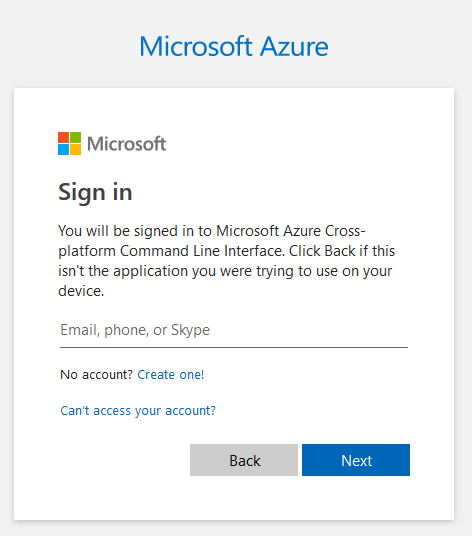 Microsoft Azure
Microsoft
Sign in
You will be signed in to Microsoft Azure Cross-
platform Command Line Interface. Click Back if this
isn't the application you were trying to use on your
device.
Email, phone, or Skype
No account? Create one!
Can't access your account?
Back
Next